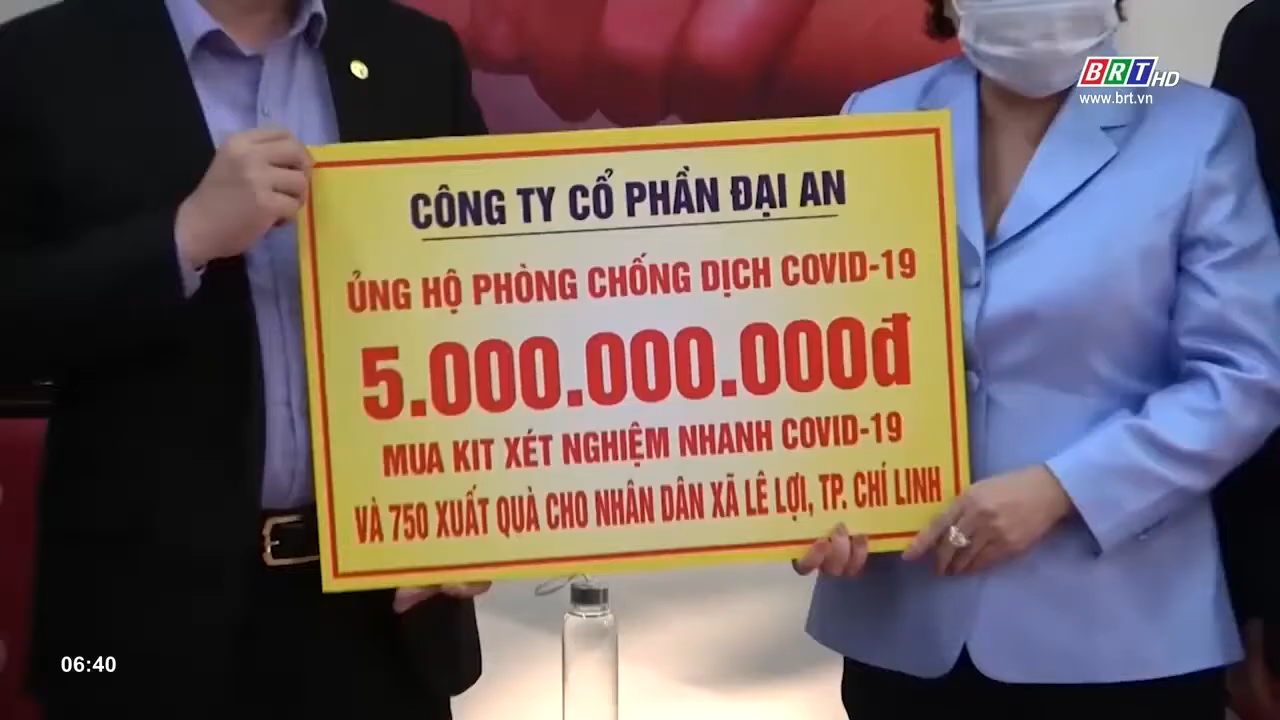 BRT HD
www.brt.vn
CÔNG TY CỔ PHẦN ĐẠI AN
ỦNG HỘ PHÒNG CHỐNG DỊCH COVID-19
5.000.000.000đ
MUA KIT XÉT NGHIỆM NHANH COVID-19
VÀ 750 XUẤT QUÀ CHO NHÂN DÂN XÃ LÊ LỢI, TP. CHÍ LINH
06:40